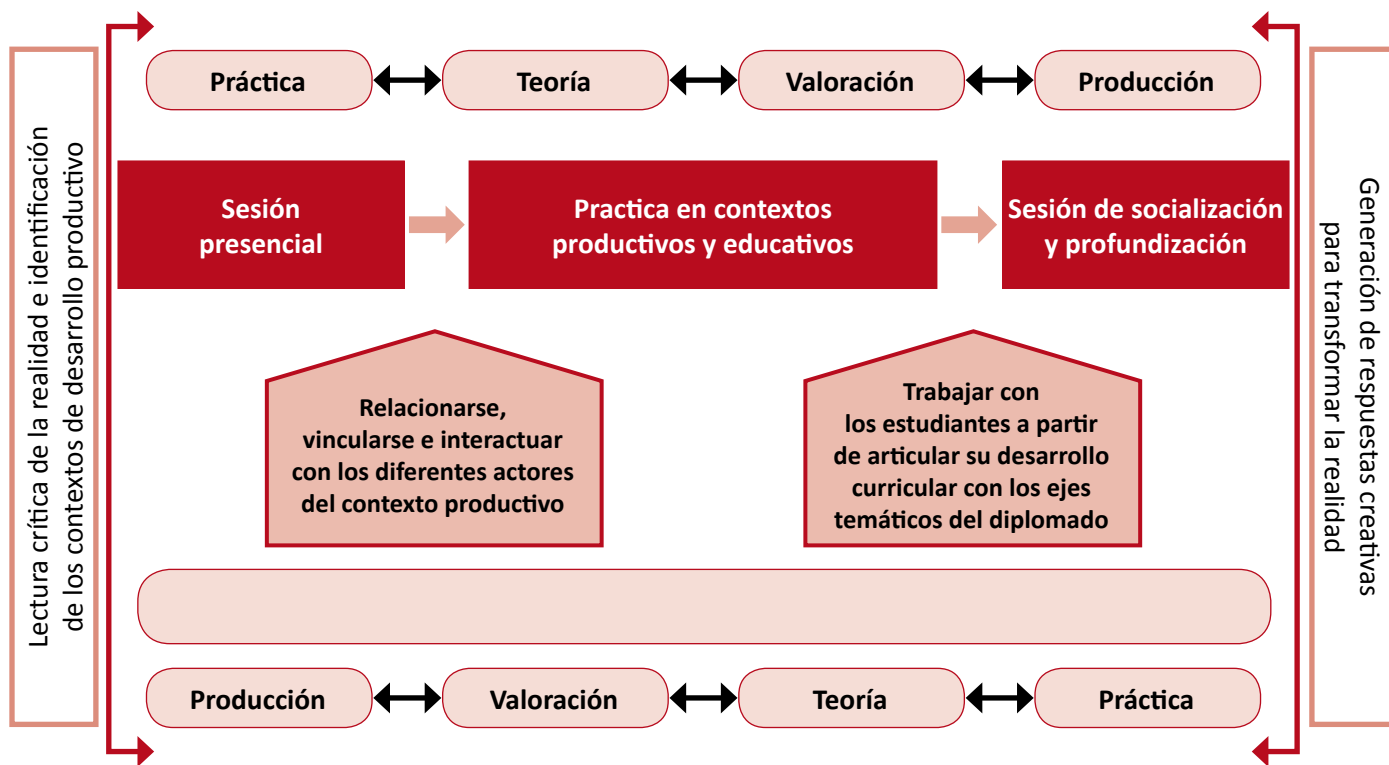 Lectura crítica de la realidad e identificación
de los contextos de desarrollo productivo
Práctica
Teoría
Valoración
Producción
Sesión
presencial
Practica en contextos
productivos y educativos
Sesión de socialización
y profundización
Relacionarse,
vincularse e interactuar
con los diferentes actores
del contexto productivo
Trabajar con
los estudiantes a partir
de articular su desarrollo
curricular con los ejes
temáticos del diplomado
Producción
Valoración
Teoría
Práctica
Generación de respuestas creativas
para transformar la realidad